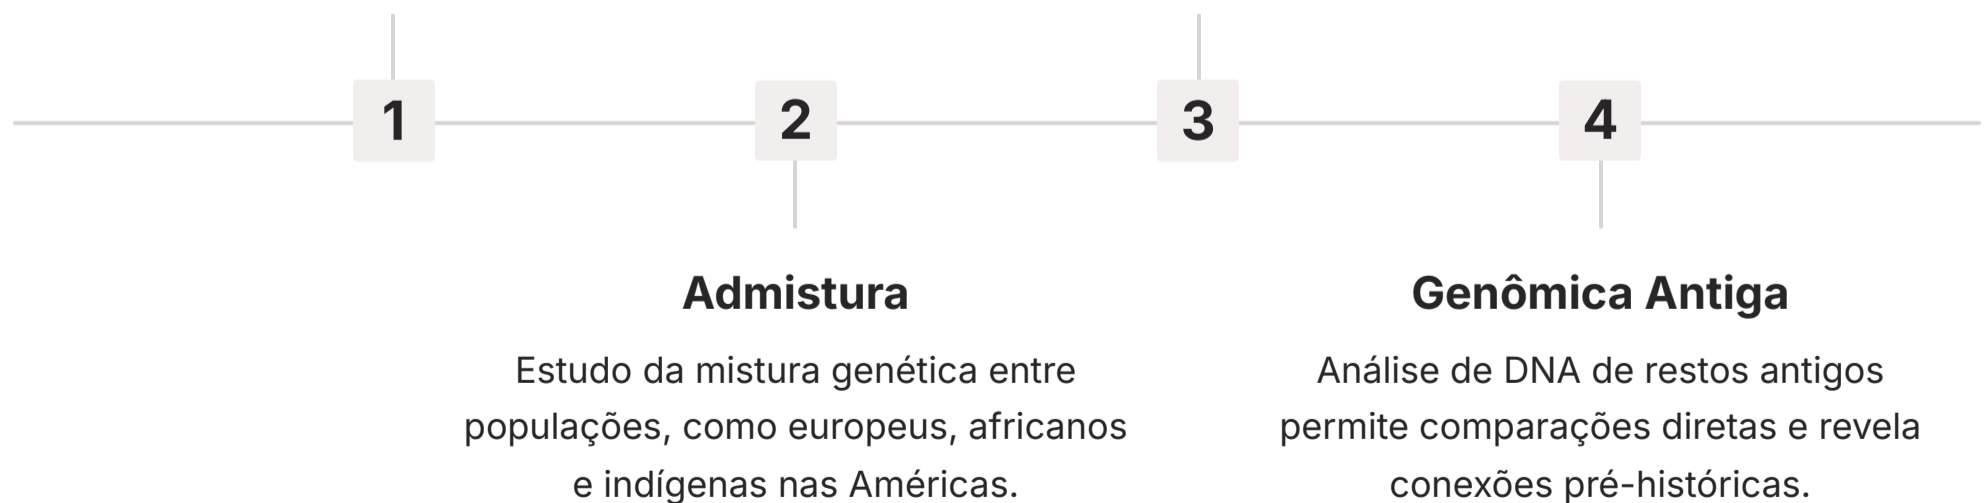 1
2
3
4
Admistura
Estudo da mistura genética entre
populações, como europeus, africanos
e indígenas nas Américas.
Genômica Antiga
Análise de DNA de restos antigos
permite comparações diretas e revela
conexões pré-históricas.